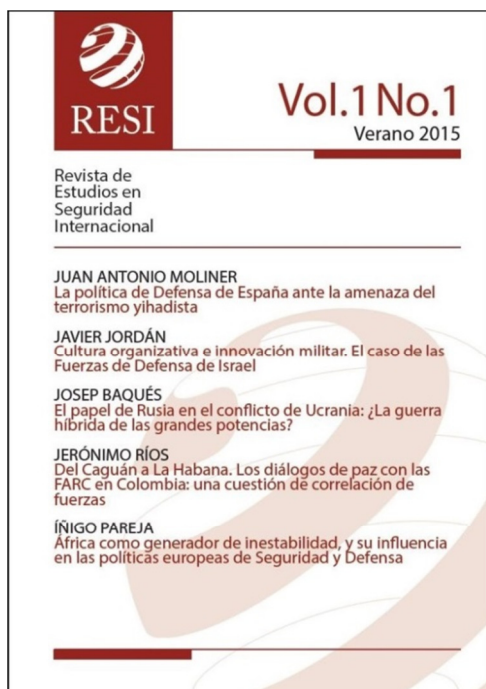 RESI
Vol.1 No.1
Verano 2015
Revista de
Estudios en
Seguridad
Internacional
JUAN ANTONIO MOLINER
La política de Defensa de España ante la amenaza del
terrorismo yihadista
JAVIER JORDÁN
Cultura organizativa e innovación militar. El caso de las
Fuerzas de Defensa de Israel
JOSEP BAQUÉS
El papel de Rusia en el conflicto de Ucrania: ¿La guerra
híbrida de las grandes potencias?
JERÓNIMO RÍOS
Del Caguán a La Habana. Los diálogos de paz con las
FARC en Colombia: una cuestión de correlación de
fuerzas
ÍÑIGO PAREJA
África como generador de inestabilidad, y su influencia
en las políticas europeas de Seguridad y Defensa